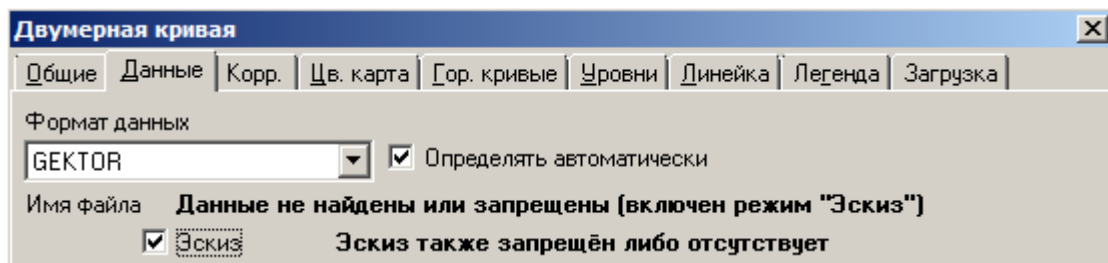 Двумерная кривая
Общие Данные Корр. Цв. карта Гор. кривые Уровни Линейка Легенда Загрузка
Формат данных
GEKTOR Определять автоматически
Имя файла Данные не найдены или запрещены (включен режим "Эскиз")
Эскиз Эскиз также запрещён либо отсутствует